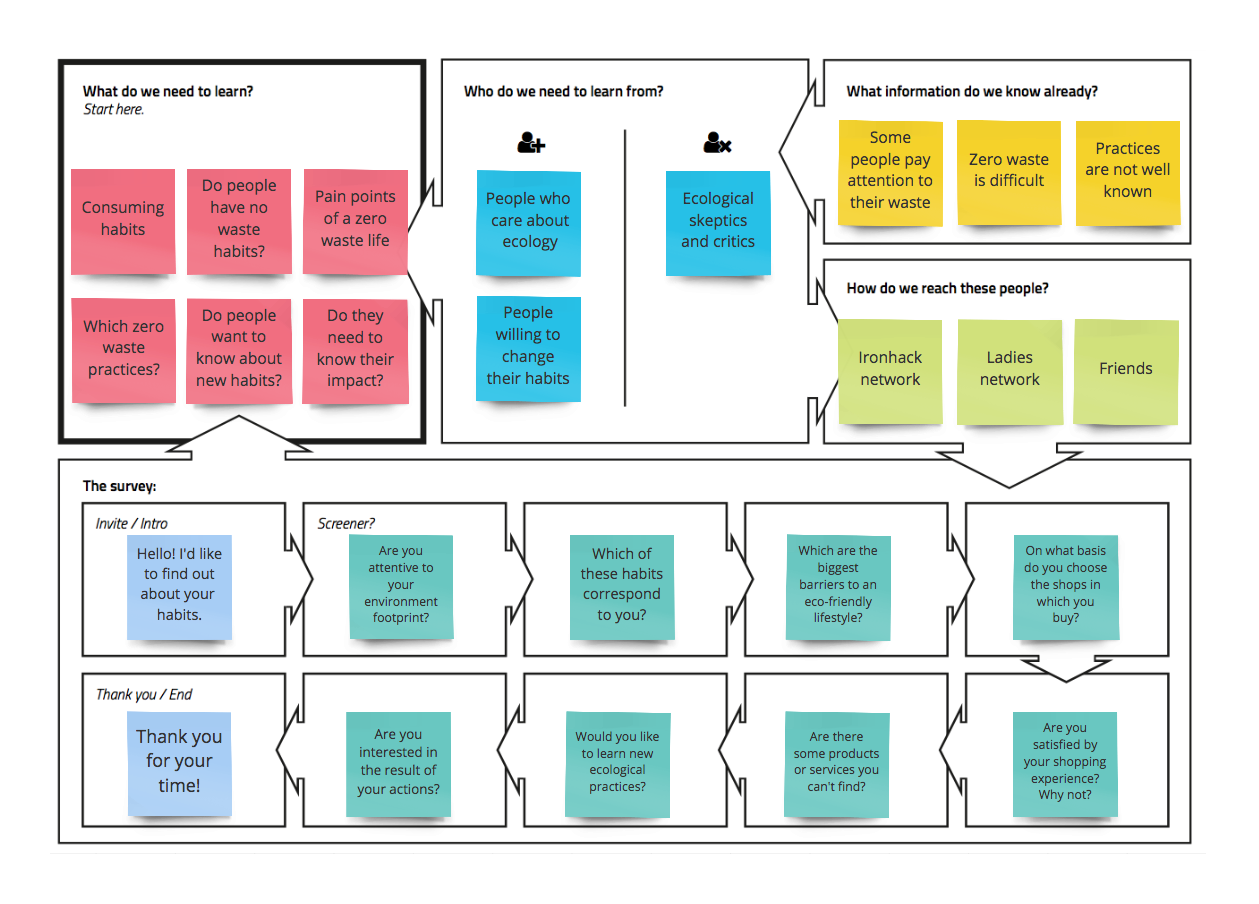 What do we need to learn?
Start here.
Consuming
habits
Do people
have no
waste
habits?
Pain points
of a zero
waste life
Which zero
waste
practices?
Do people
want to
know about
new habits?
Do they
need to
know their
impact?
Who do we need to learn from?
People who
care about
ecology
People
willing to
change
their habits
Ecological
skeptics
and critics
What information do we know already?
Some
people pay
attention to
their waste
Zero waste
is difficult
Practices
are not well
known
How do we reach these people?
Ironhack
network
Ladies
network
Friends
The survey:
Invite / Intro
Hello! I'd like
to find out
about your
habits.
Screener?
Are you
attentive to
your
environment
footprint?
Which of
these habits
correspond
to you?
Which are the
biggest
barriers to an
eco-friendly
lifestyle?
On what basis
do you choose
the shops in
which you
buy?
Are you
satisfied by
your shopping
experience?
Why not?
Are there
some products
or services you
can't find?
Would you like
to learn new
ecological
practices?
Are you
interested in
the result of
your actions?
Thank you / End
Thank you
for your
time!